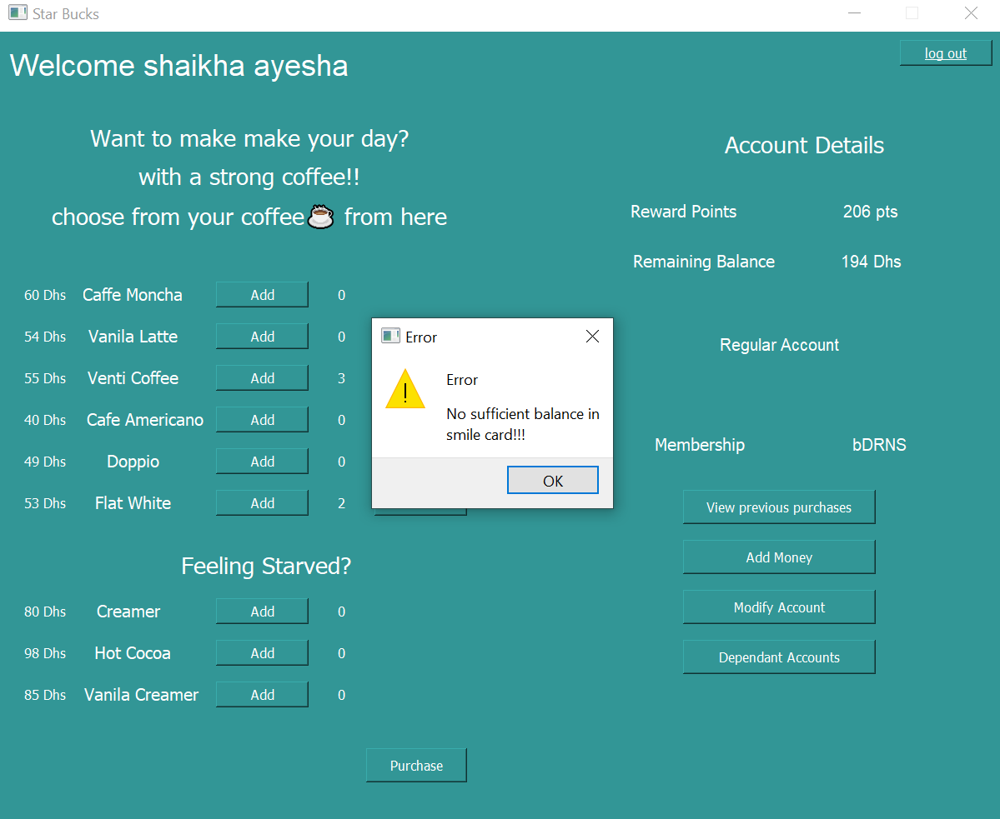 Star Bucks
Welcome shaikha ayesha
log out
Want to make make your day?
with a strong coffee!!
choose from your coffee☕ from here
Account Details
Reward Points 206 pts
Remaining Balance 194 Dhs
60 Dhs Caffe Moncha Add 0
54 Dhs Vanila Latte Add 0
55 Dhs Venti Coffee Add 3
40 Dhs Cafe Americano Add 0
49 Dhs Doppio Add 0
53 Dhs Flat White Add 2
Error
Error
No sufficient balance in
smile card!!!
OK
Regular Account
Membership bDRNS
View previous purchases
Add Money
Modify Account
Dependant Accounts
Feeling Starved?
80 Dhs Creamer Add 0
98 Dhs Hot Cocoa Add 0
85 Dhs Vanila Creamer Add 0
Purchase